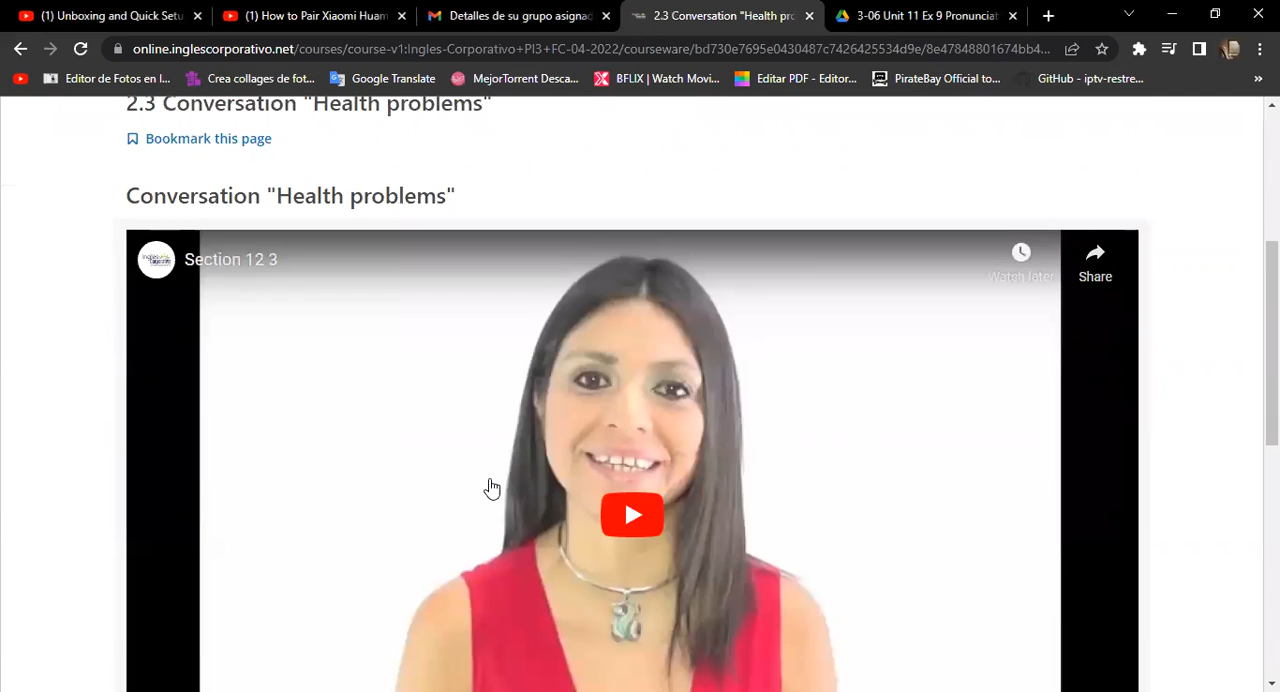 (1) Unboxing and Quick Setu
(1) How to Pair Xiaomi Huam
Detalles de su grupo asignad
2.3 Conversation "Health pro
3-06 Unit 11 Ex 9 Pronunciati
online.inglescorporativo.net/courses/course-v1:Ingles-Corporativo+PI3+FC-04-2022/courseware/bd730e7695e0430487c7426425534d9e/8e47848801674bb4...
Editor de Fotos en l...
Crea collages de fot...
Google Translate
MejorTorrent Desca...
BFLIX | Watch Movi...
Editar PDF - Editor...
PirateBay Official to...
GitHub - iptv-restre...
2.3 Conversation "Health problems"
Bookmark this page
Conversation "Health problems"
Section 12 3
Watch later
Share